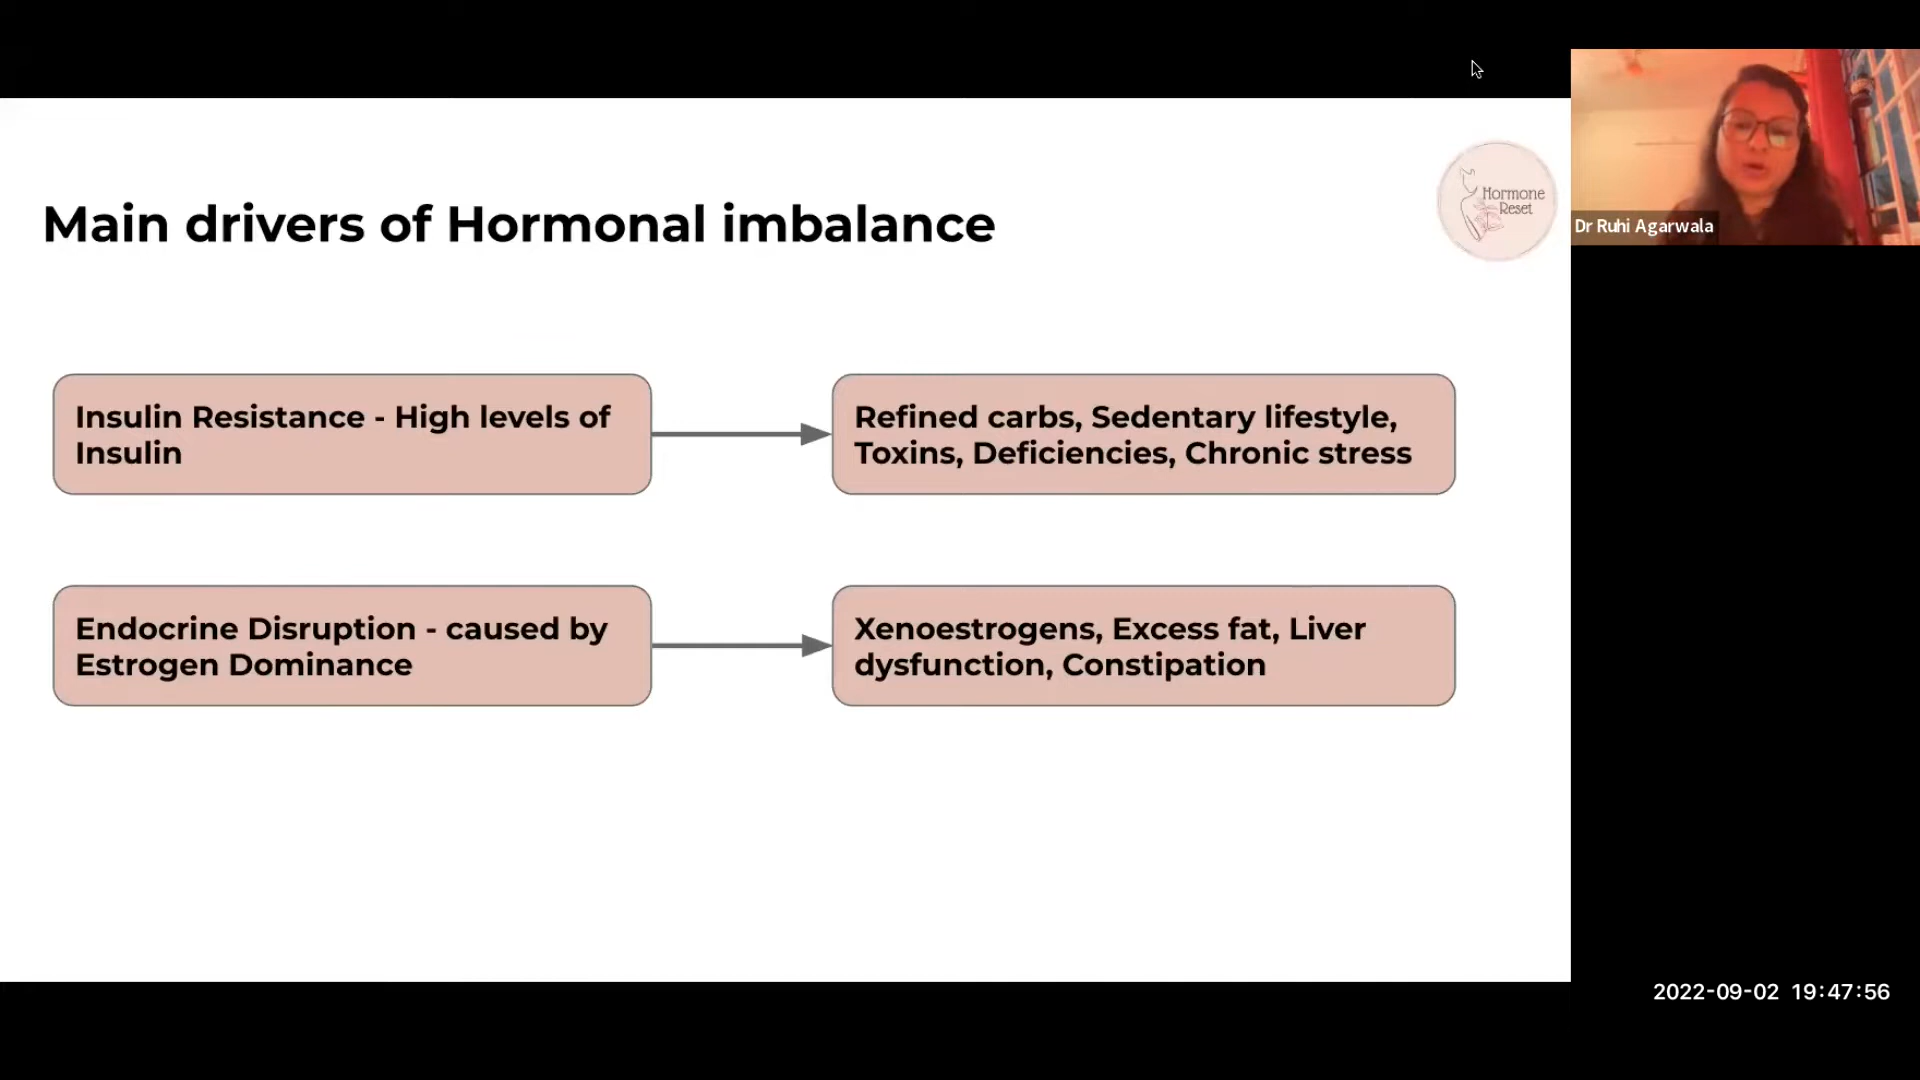 Main drivers of Hormonal imbalance
Hormone
Reset
Dr Ruhi Agarwala
Insulin Resistance - High levels of
Insulin
Refined carbs, Sedentary lifestyle,
Toxins, Deficiencies, Chronic stress
Endocrine Disruption - caused by
Estrogen Dominance
Xenoestrogens, Excess fat, Liver
dysfunction, Constipation
2022-09-02 19:47:56